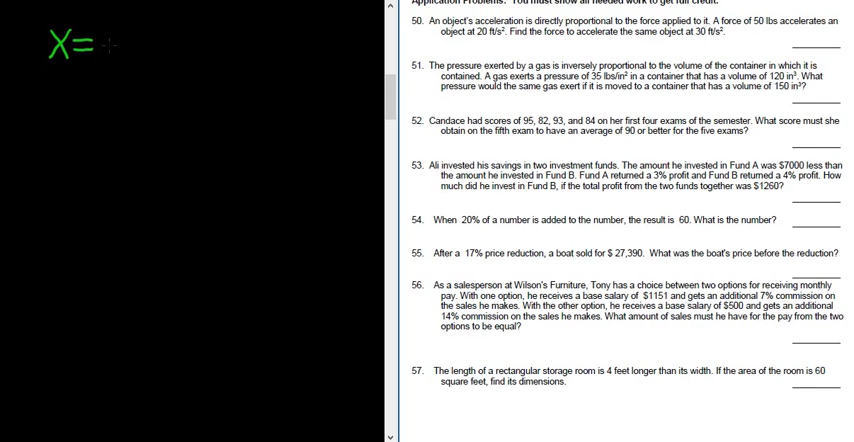 X=
Application Problems. You must show all needed work to get full credit.
50. An object's acceleration is directly proportional to the force applied to it. A force of 50 lbs accelerates an
object at 20 ft/s². Find the force to accelerate the same object at 30 ft/s².
51. The pressure exerted by a gas is inversely proportional to the volume of the container in which it is
contained. A gas exerts a pressure of 35 lbs/in² in a container that has a volume of 120 in³. What
pressure would the same gas exert if it is moved to a container that has a volume of 150 in³?
52. Candace had scores of 95, 82, 93, and 84 on her first four exams of the semester. What score must she
obtain on the fifth exam to have an average of 90 or better for the five exams?
53. Ali invested his savings in two investment funds. The amount he invested in Fund A was $7000 less than
the amount he invested in Fund B. Fund A returned a 3% profit and Fund B returned a 4% profit. How
much did he invest in Fund B, if the total profit from the two funds together was $1260?
54. When 20% of a number is added to the number, the result is 60. What is the number?
55. After a 17% price reduction, a boat sold for $ 27,390. What was the boat's price before the reduction?
56. As a salesperson at Wilson's Furniture, Tony has a choice between two options for receiving monthly
pay. With one option, he receives a base salary of $1151 and gets an additional 7% commission on
the sales he makes. With the other option, he receives a base salary of $500 and gets an additional
14% commission on the sales he makes. What amount of sales must he have for the pay from the two
options to be equal?
57. The length of a rectangular storage room is 4 feet longer than its width. If the area of the room is 60
square feet, find its dimensions.